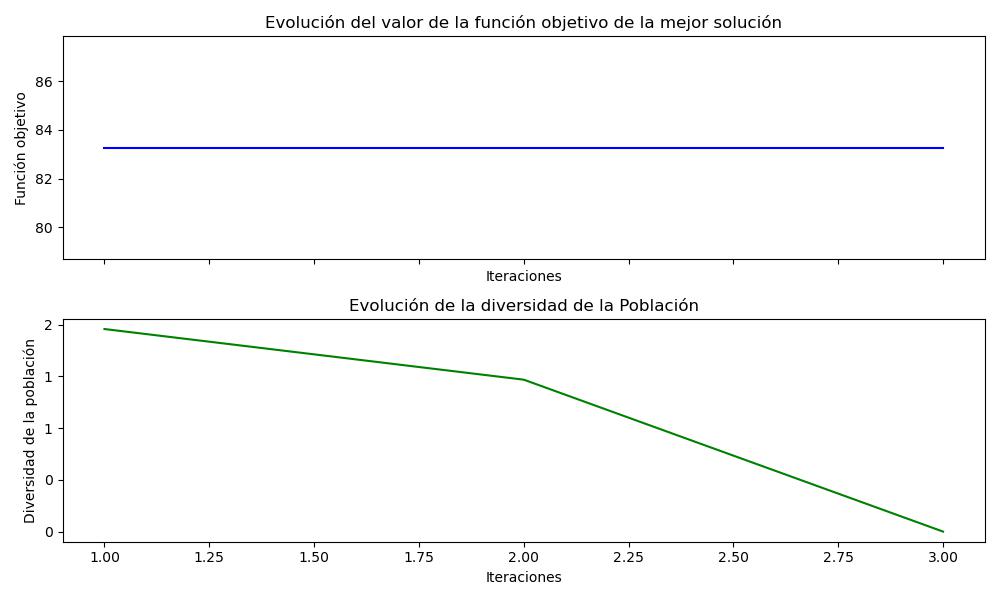 Evolución del valor de la función objetivo de la mejor solución
Función objetivo
86
84
82
80
Iteraciones
Evolución de la diversidad de la Población
Diversidad de la población
2
1
1
0
0
1.00 1.25 1.50 1.75 2.00 2.25 2.50 2.75 3.00
Iteraciones